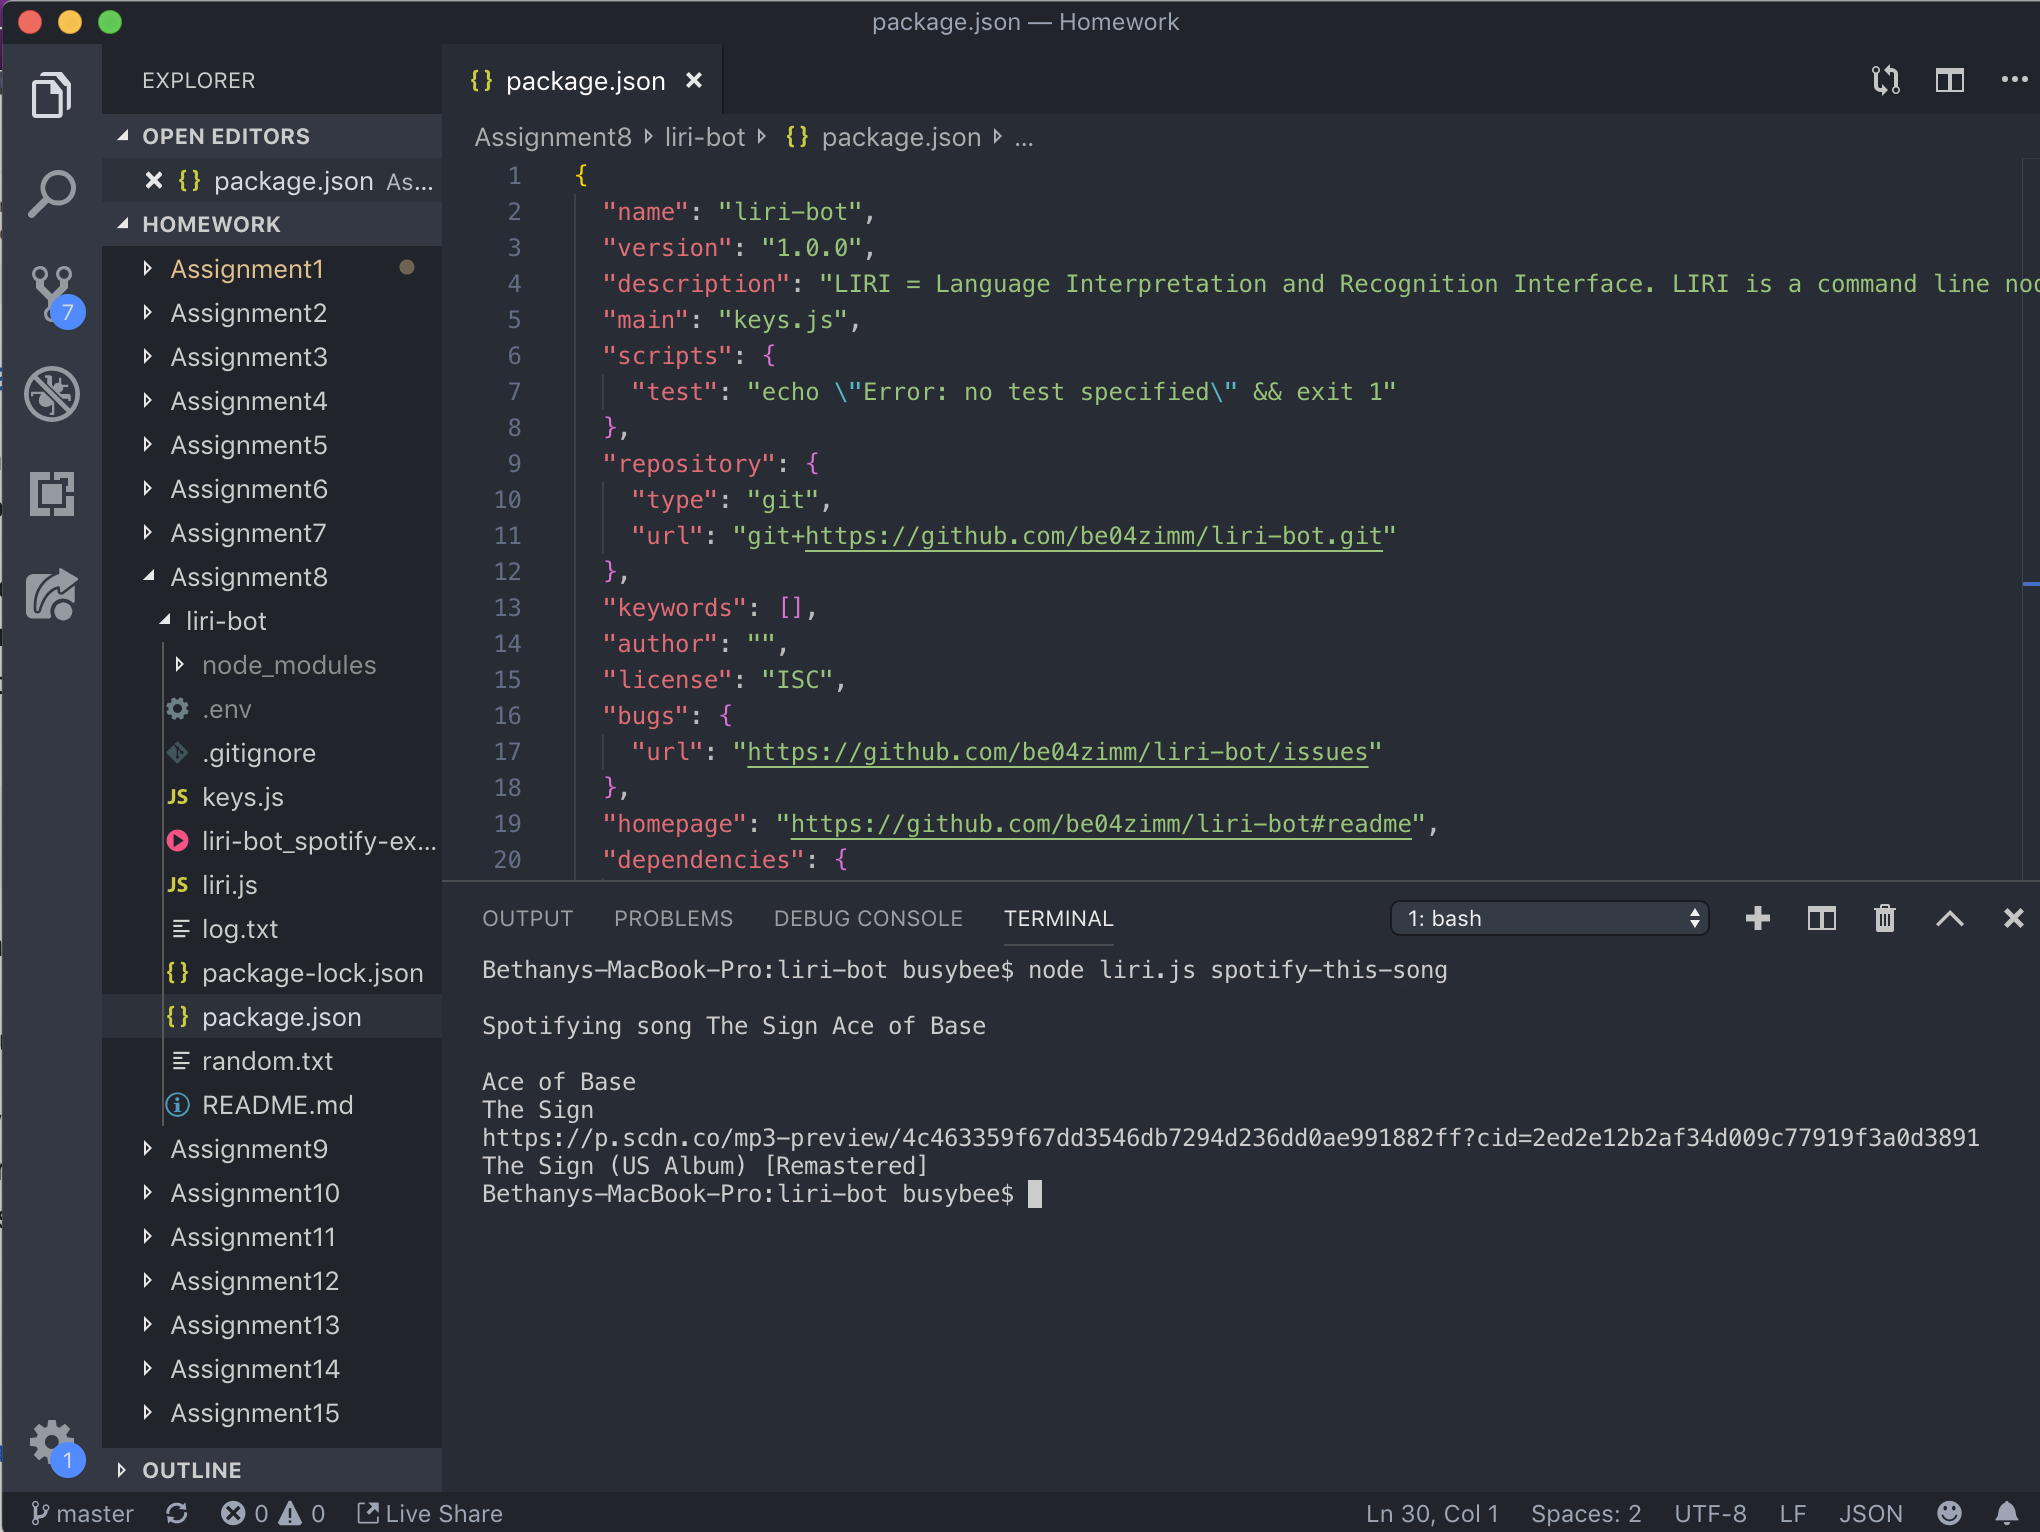 package.json — Homework
EXPLORER
OPEN EDITORS
package.json As...
HOMEWORK
Assignment1
Assignment2
Assignment3
Assignment4
Assignment5
Assignment6
Assignment7
Assignment8
liri-bot
node_modules
.env
.gitignore
JS keys.js
liri-bot_spotify-ex...
JS liri.js
log.txt
{} package-lock.json
{} package.json
random.txt
README.md
Assignment9
Assignment10
Assignment11
Assignment12
Assignment13
Assignment14
Assignment15
OUTLINE
7
1
{} package.json
Assignment8 liri-bot {} package.json ...
1 {
2 "name": "liri-bot",
3 "version": "1.0.0",
4 "description": "LIRI = Language Interpretation and Recognition Interface. LIRI is a command line no
5 "main": "keys.js",
6 "scripts": {
7 "test": "echo \"Error: no test specified\" && exit 1"
8 },
9 "repository": {
10 "type": "git",
11 "url": "git+https://github.com/be04zimm/liri-bot.git"
12 },
13 "keywords": [],
14 "author": "",
15 "license": "ISC",
16 "bugs": {
17 "url": "https://github.com/be04zimm/liri-bot/issues"
18 },
19 "homepage": "https://github.com/be04zimm/liri-bot#readme",
20 "dependencies": {
OUTPUT PROBLEMS DEBUG CONSOLE TERMINAL 1: bash
Bethanys-MacBook-Pro:liri-bot busybee$ node liri.js spotify-this-song
Spotifying song The Sign Ace of Base
Ace of Base
The Sign
https://p.scdn.co/mp3-preview/4c463359f67dd3546db7294d236dd0ae991882ff?cid=2ed2e12b2af34d009c77919f3a0d3891
The Sign (US Album) [Remastered]
Bethanys-MacBook-Pro:liri-bot busybee$
master 0 0 Live Share Ln 30, Col 1 Spaces: 2 UTF-8 LF JSON